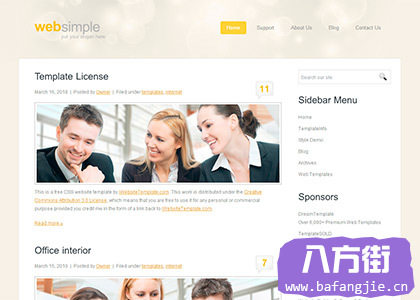 websimple
put your slogan here
Home Support About Us Blog Contact Us
Template License
March 16, 2010 | Posted by Owner | Filed under templates, internet
11
This is a free CSS website template by iWebsiteTemplate.com. This work is distributed under the Creative
Commons Attribution 3.0 License, which means that you are free to use it for any personal or commercial
purpose provided you credit me in the form of a link back to iWebsiteTemplate.com.
Read more »
Office interior
March 16, 2010 | Posted by Owner | Filed under templates, internet
7
Search our site:
Sidebar Menu
Home
TemplateInfo
Style Demo
Blog
Archives
Web Templates
Sponsors
DreamTemplate
Over 6,000+ Premium Web Templates
TemplateSOLD
八方街
www.bafangjie.cn